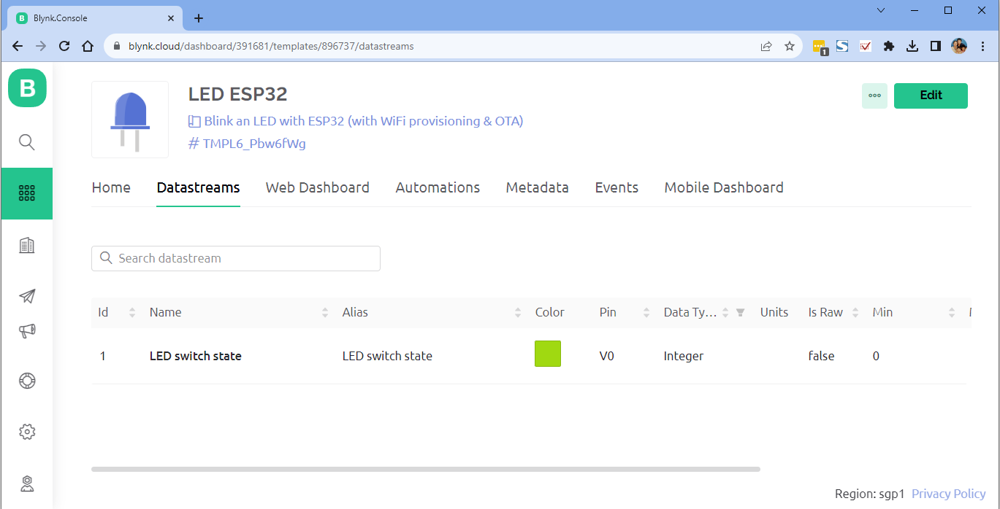 Blynk.Console
blynk.cloud/dashboard/391681/templates/896737/datastreams
1
B
LED ESP32
Edit
Blink an LED with ESP32 (with WiFi provisioning & OTA)
# TMPL6_Pbw6fWg
Home Datastreams Web Dashboard Automations Metadata Events Mobile Dashboard
Search datastream
Id Name Alias Color Pin Data Ty... Units Is Raw Min
1 LED switch state LED switch state V0 Integer false 0
Region: sgp1 Privacy Policy